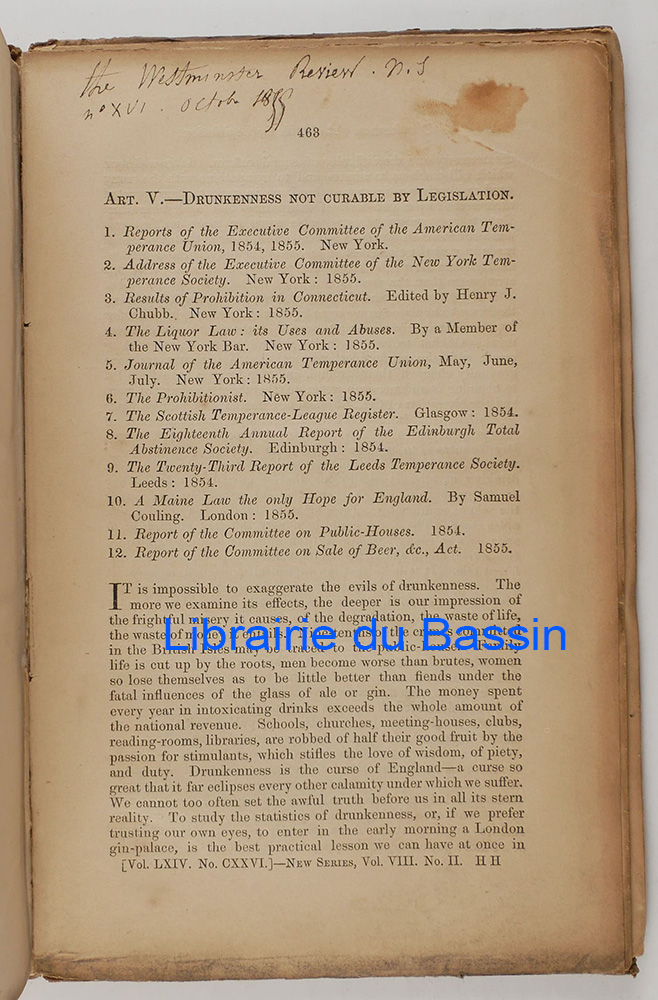 the Westminster Review. N.S
nº XVI. October 1855
463
ART. V.—DRUNKENNESS NOT CURABLE BY LEGISLATION.
1. Reports of the Executive Committee of the American Tem-
perance Union, 1854, 1855. New York.
2. Address of the Executive Committee of the New York Tem-
perance Society. New York: 1855.
3. Results of Prohibition in Connecticut. Edited by Henry J.
Chubb. New York: 1855.
4. The Liquor Law: its Uses and Abuses. By a Member of
the New York Bar. New York: 1855.
5. Journal of the American Temperance Union, May, June,
July. New York: 1855.
6. The Prohibitionist. New York: 1855.
7. The Scottish Temperance-League Register. Glasgow: 1854.
8. The Eighteenth Annual Report of the Edinburgh Total
Abstinence Society. Edinburgh: 1854.
9. The Twenty-Third Report of the Leeds Temperance Society.
Leeds: 1854.
10. A Maine Law the only Hope for England. By Samuel
Couling. London: 1855.
11. Report of the Committee on Public-Houses. 1854.
12. Report of the Committee on Sale of Beer, &c., Act. 1855.
IT is impossible to exaggerate the evils of drunkenness. The
more we examine its effects, the deeper is our impression of
the frightful misery it causes, of the degradation, the waste of life,
the waste of money it entails.
Librairie du Bassin
in the British Isles may be traced to the public-house. Family
life is cut up by the roots, men become worse than brutes, women
so lose themselves as to be little better than fiends under the
fatal influences of the glass of ale or gin. The money spent
every year in intoxicating drinks exceeds the whole amount of
the national revenue. Schools, churches, meeting-houses, clubs,
reading-rooms, libraries, are robbed of half their good fruit by the
passion for stimulants, which stifles the love of wisdom, of piety,
and duty. Drunkenness is the curse of England—a curse so
great that it far eclipses every other calamity under which we suffer.
We cannot too often set the awful truth before us in all its stern
reality. To study the statistics of drunkenness, or, if we prefer
trusting our own eyes, to enter in the early morning a London
gin-palace, is the best practical lesson we can have at once in
[Vol. LXIV. No. CXXVI.]—NEW SERIES, Vol. VIII. No. II. H H